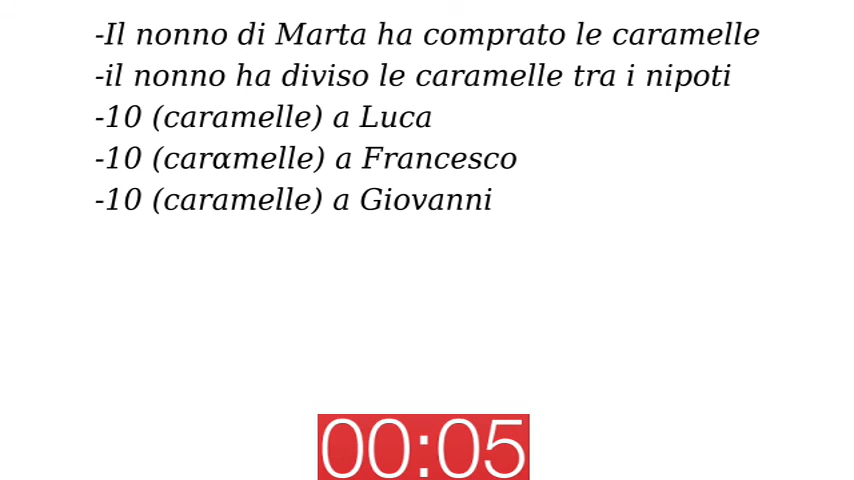 -Il nonno di Marta ha comprato le caramelle
-il nonno ha diviso le caramelle tra i nipoti
-10 (caramelle) a Luca
-10 (carαmelle) a Francesco
-10 (caramelle) a Giovanni
00:05